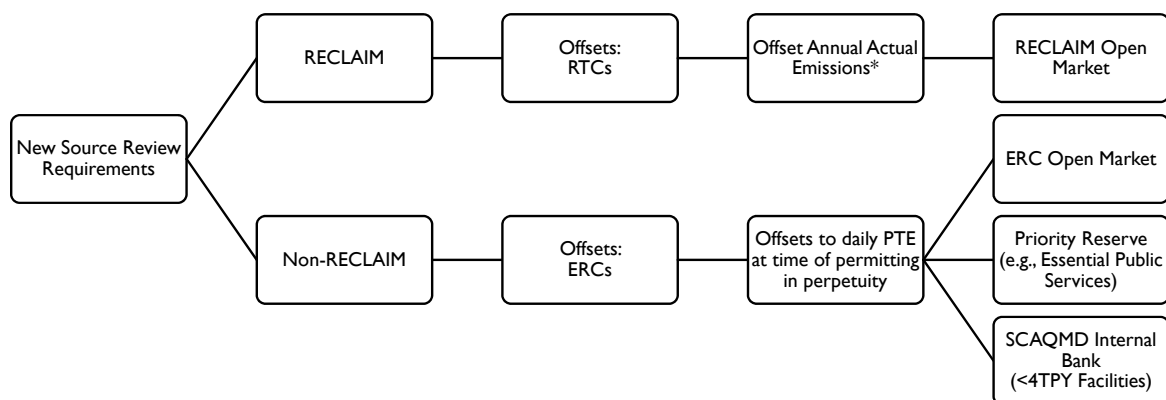 New Source Review
Requirements
RECLAIM
Offsets:
RTCs
Offset Annual Actual
Emissions*
RECLAIM Open
Market
Non-RECLAIM
Offsets:
ERCs
Offsets to daily PTE
at time of permitting
in perpetuity
ERC Open Market
Priority Reserve
(e.g., Essential Public
Services)
SCAQMD Internal
Bank
(<4TPY Facilities)